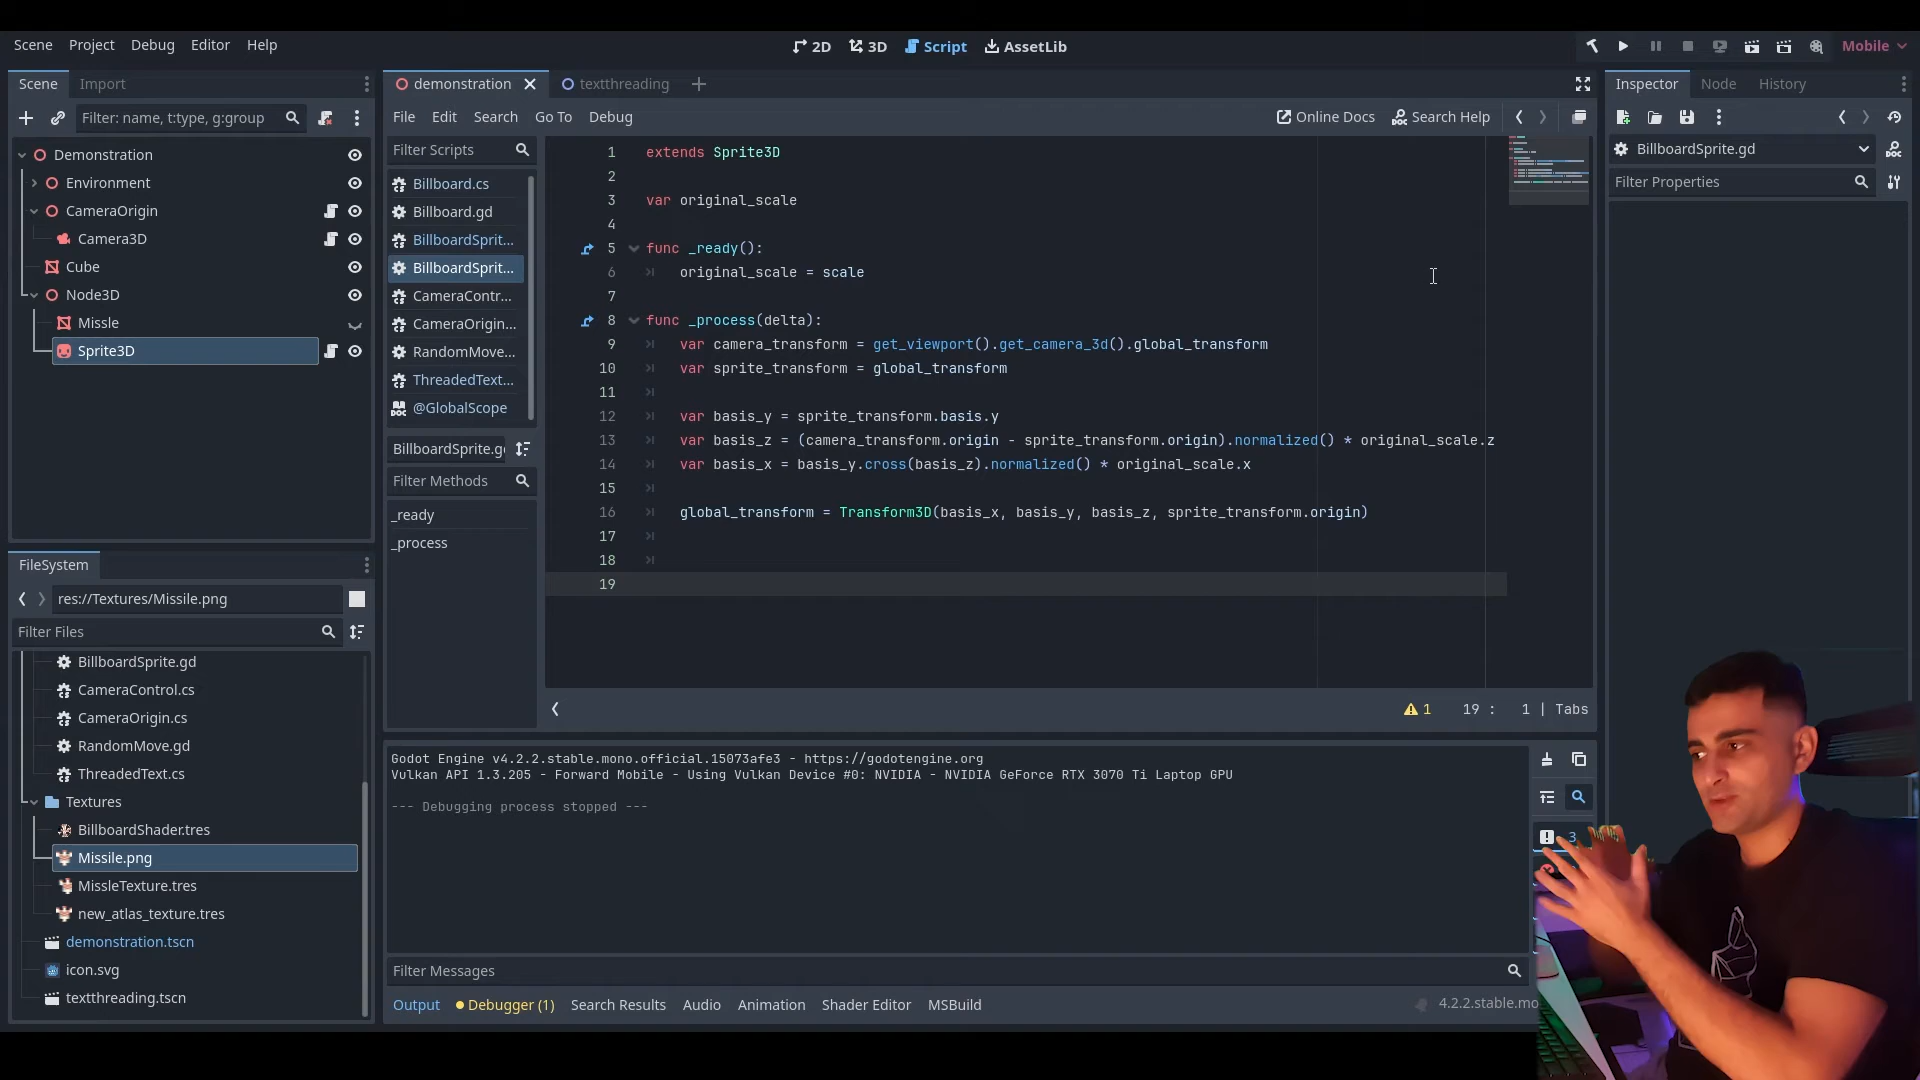 Scene Project Debug Editor Help
2D 3D Script AssetLib
Mobile
Scene Import
Filter: name, t:type, g:group
Demonstration
Environment
CameraOrigin
Camera3D
Cube
Node3D
Missle
Sprite3D
FileSystem
res://Textures/Missile.png
Filter Files
BillboardSprite.gd
CameraControl.cs
CameraOrigin.cs
RandomMove.gd
ThreadedText.cs
Textures
BillboardShader.tres
Missile.png
MissleTexture.tres
new_atlas_texture.tres
demonstration.tscn
icon.svg
textthreading.tscn
demonstration textthreading
File Edit Search Go To Debug
Online Docs Search Help
Filter Scripts
Billboard.cs
Billboard.gd
BillboardSprit...
BillboardSprit...
CameraContr...
CameraOrigin...
RandomMove...
ThreadedText...
@GlobalScope
BillboardSprite.g
Filter Methods
_ready
_process
1 extends Sprite3D
2
3 var original_scale
4
5 func _ready():
6 original_scale = scale
7
8 func _process(delta):
9 var camera_transform = get_viewport().get_camera_3d().global_transform
10 var sprite_transform = global_transform
11
12 var basis_y = sprite_transform.basis.y
13 var basis_z = (camera_transform.origin - sprite_transform.origin).normalized() * original_scale.z
14 var basis_x = basis_y.cross(basis_z).normalized() * original_scale.x
15
16 global_transform = Transform3D(basis_x, basis_y, basis_z, sprite_transform.origin)
17
18
19
1 19 : 1 | Tabs
Godot Engine v4.2.2.stable.mono.official.15073afe3 - https://godotengine.org
Vulkan API 1.3.205 - Forward Mobile - Using Vulkan Device #0: NVIDIA - NVIDIA GeForce RTX 3070 Ti Laptop GPU
--- Debugging process stopped ---
3
Filter Messages
Output Debugger (1) Search Results Audio Animation Shader Editor MSBuild
4.2.2.stable.mo
Inspector Node History
BillboardSprite.gd
Filter Properties